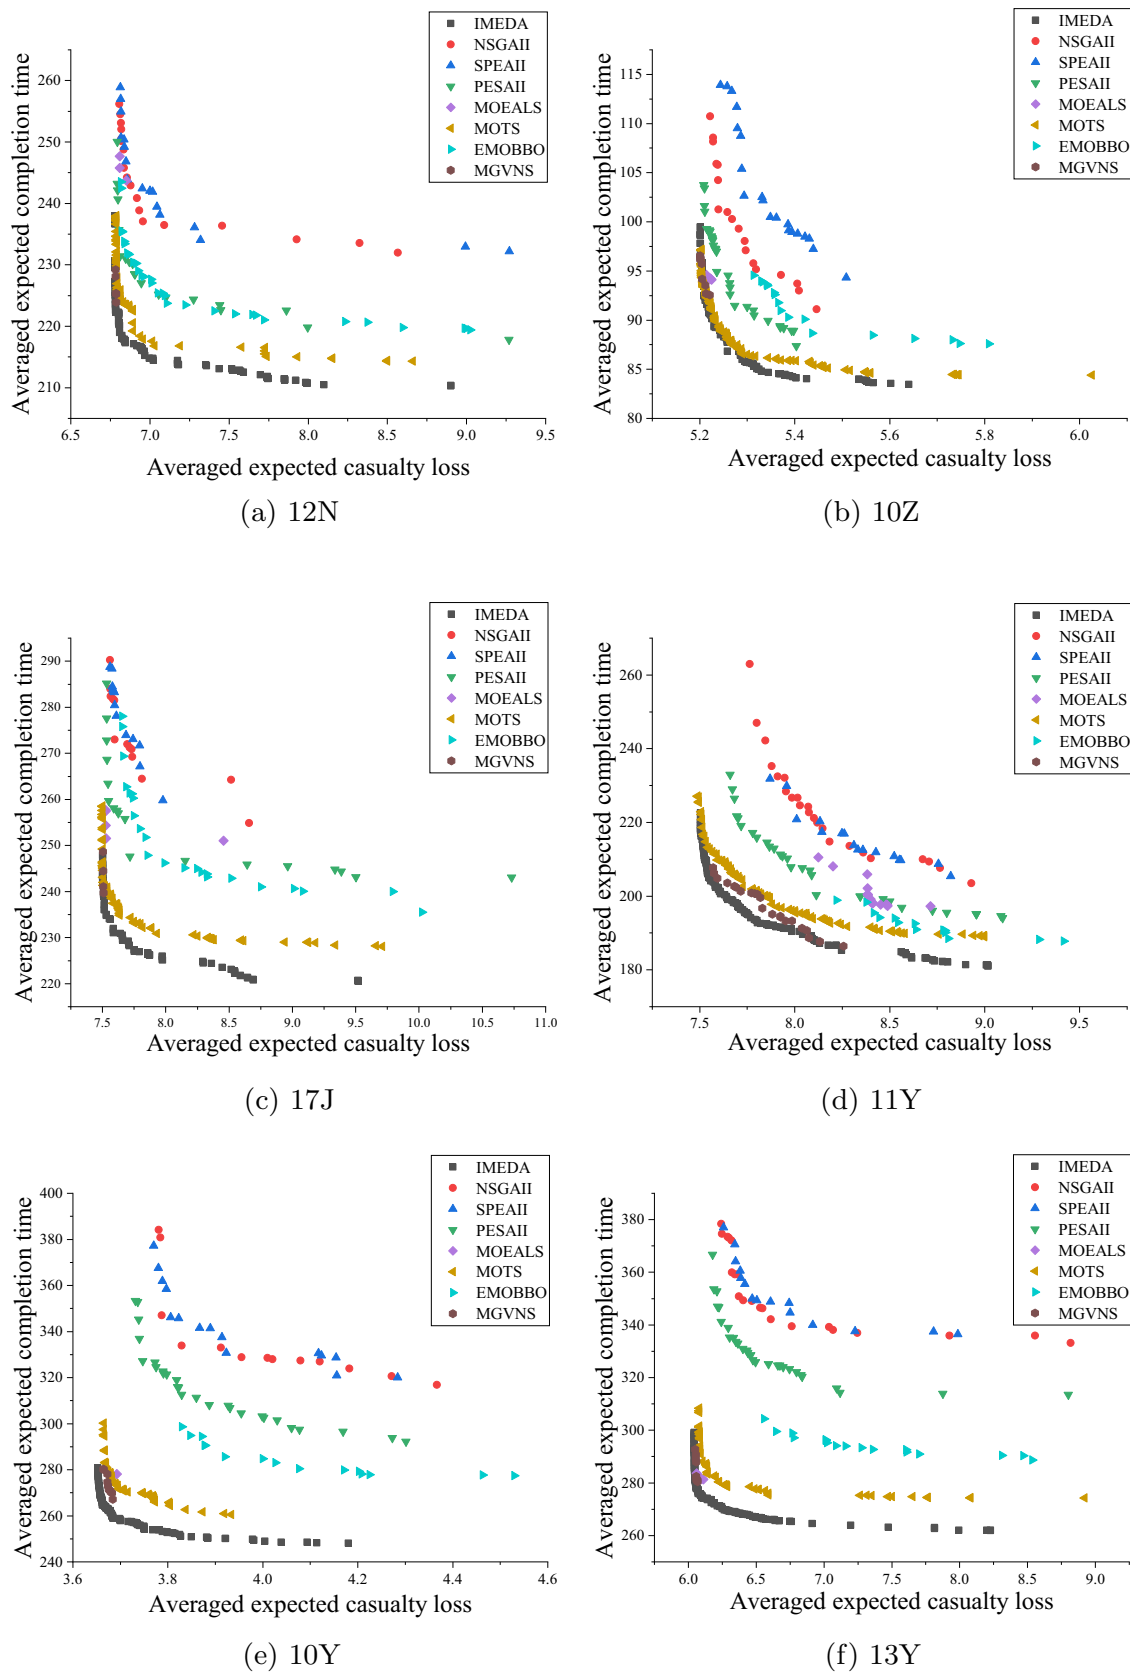 IMEDA
NSGAII
SPEAII
PESAII
MOEALS
MOTS
EMOBBO
MGVNS
Averaged expected completion time
260
250
240
230
220
210
6.5
7.0
7.5
8.0
8.5
9.0
9.5
Averaged expected casualty loss
(a) 12N
IMEDA
NSGAII
SPEAII
PESAII
MOEALS
MOTS
EMOBBO
MGVNS
Averaged expected completion time
115
110
105
100
95
90
85
80
5.2
5.4
5.6
5.8
6.0
Averaged expected casualty loss
(b) 10Z
IMEDA
NSGAII
SPEAII
PESAII
MOEALS
MOTS
EMOBBO
MGVNS
Averaged expected completion time
290
280
270
260
250
240
230
220
7.5
8.0
8.5
9.0
9.5
10.0
10.5
11.0
Averaged expected casualty loss
(c) 17J
IMEDA
NSGAII
SPEAII
PESAII
MOEALS
MOTS
EMOBBO
MGVNS
Averaged expected completion time
260
240
220
200
180
7.5
8.0
8.5
9.0
9.5
Averaged expected casualty loss
(d) 11Y
IMEDA
NSGAII
SPEAII
PESAII
MOEALS
MOTS
EMOBBO
MGVNS
Averaged expected completion time
400
380
360
340
320
300
280
260
240
3.6
3.8
4.0
4.2
4.4
4.6
Averaged expected casualty loss
(e) 10Y
IMEDA
NSGAII
SPEAII
PESAII
MOEALS
MOTS
EMOBBO
MGVNS
Averaged expected completion time
380
360
340
320
300
280
260
6.0
6.5
7.0
7.5
8.0
8.5
9.0
Averaged expected casualty loss
(f) 13Y